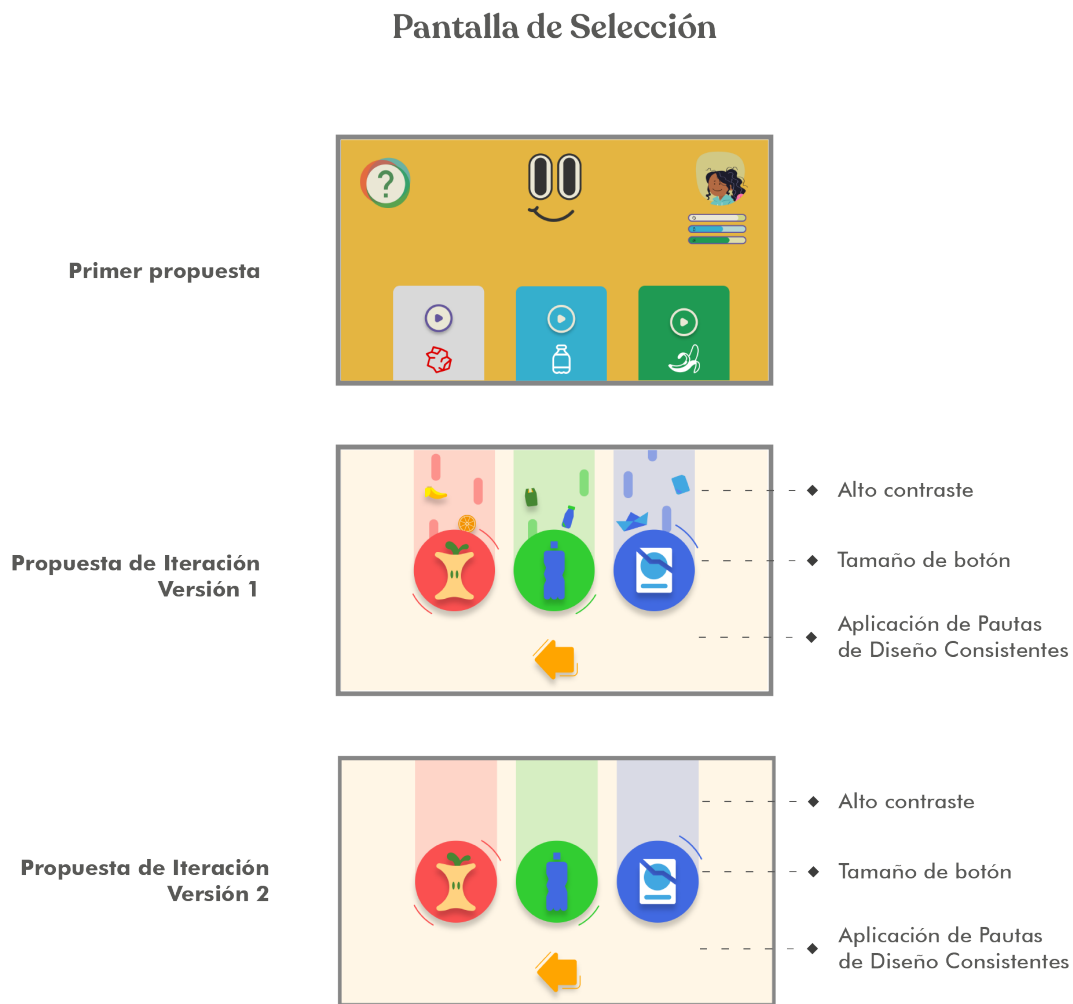 Pantalla de Selección
?
Primer propuesta
Propuesta de Iteración
Versión 1
Alto contraste
Tamaño de botón
Aplicación de Pautas
de Diseño Consistentes
Propuesta de Iteración
Versión 2
Alto contraste
Tamaño de botón
Aplicación de Pautas
de Diseño Consistentes